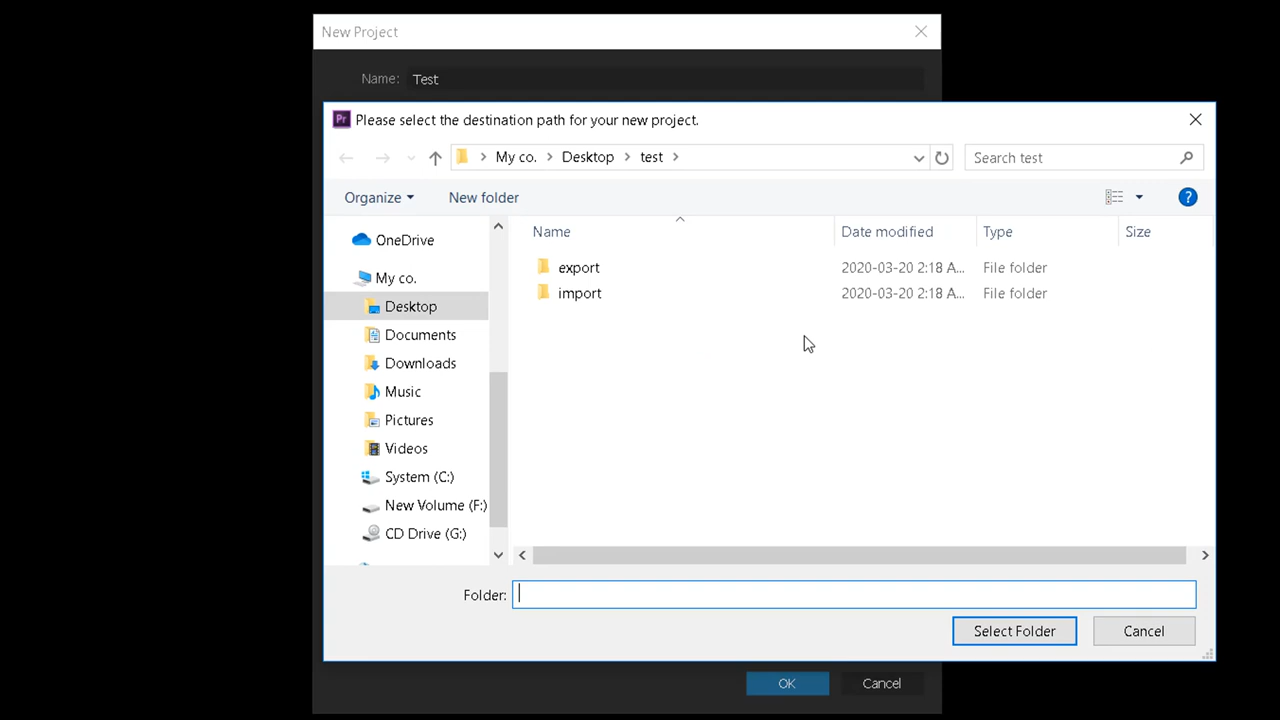 New Project
Name: Test
Pr Please select the destination path for your new project.
My co. Desktop test
Search test
Organize New folder
?
Name Date modified Type Size
OneDrive
My co.
Desktop
Documents
Downloads
Music
Pictures
Videos
System (C:)
New Volume (F:)
CD Drive (G:)
export 2020-03-20 2:18 A... File folder
import 2020-03-20 2:18 A... File folder
Folder:
Select Folder Cancel
OK Cancel